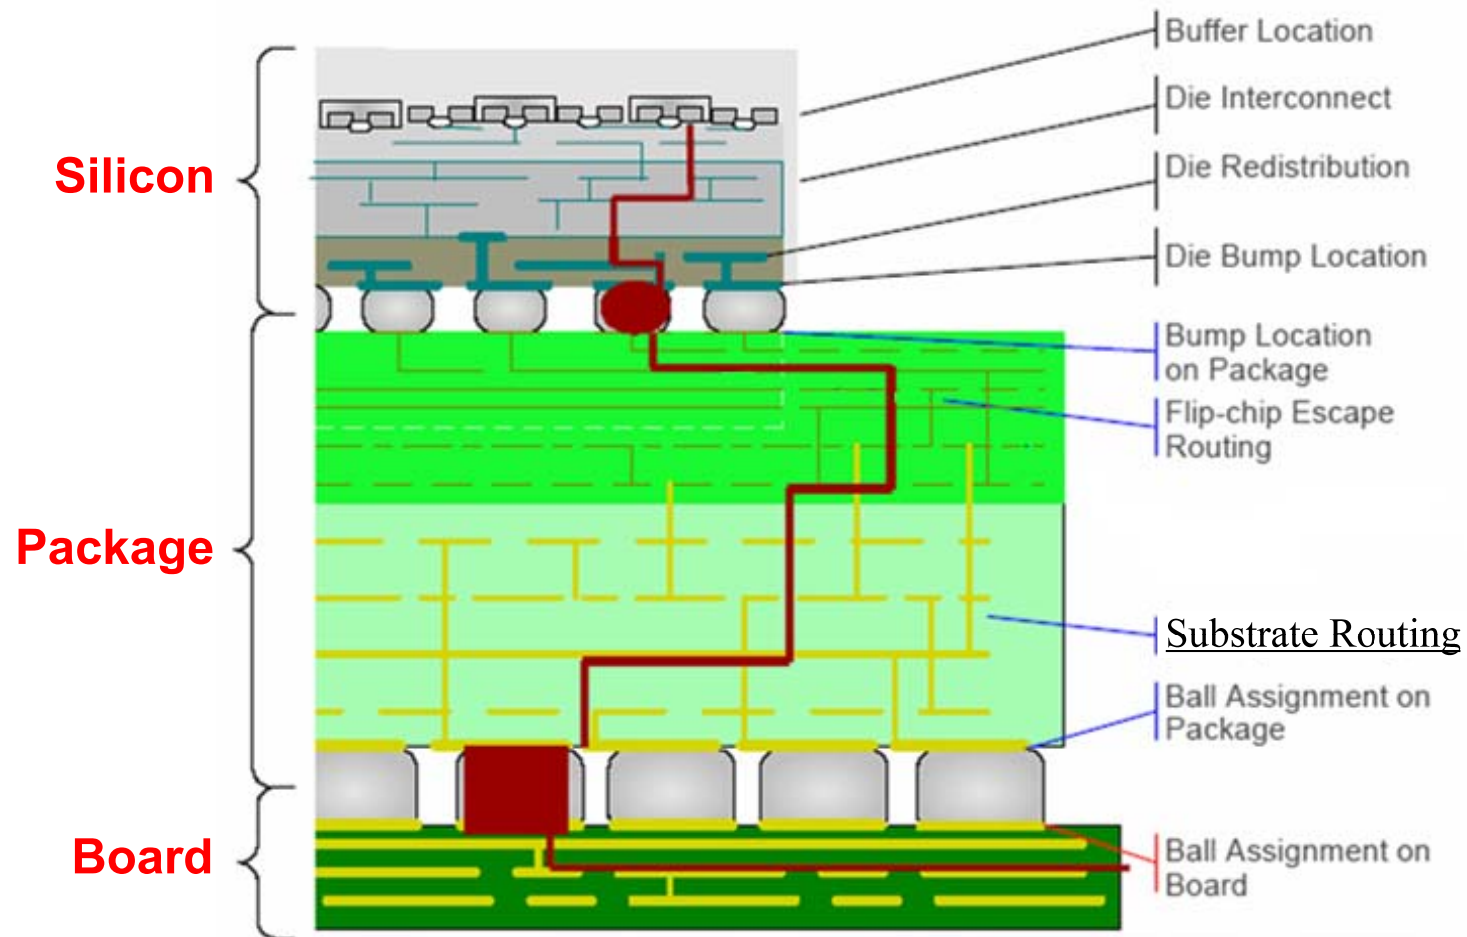 Silicon
Package
Board
Buffer Location
Die Interconnect
Die Redistribution
Die Bump Location
Bump Location
on Package
Flip-chip Escape
Routing
Substrate Routing
Ball Assignment on
Package
Ball Assignment on
Board